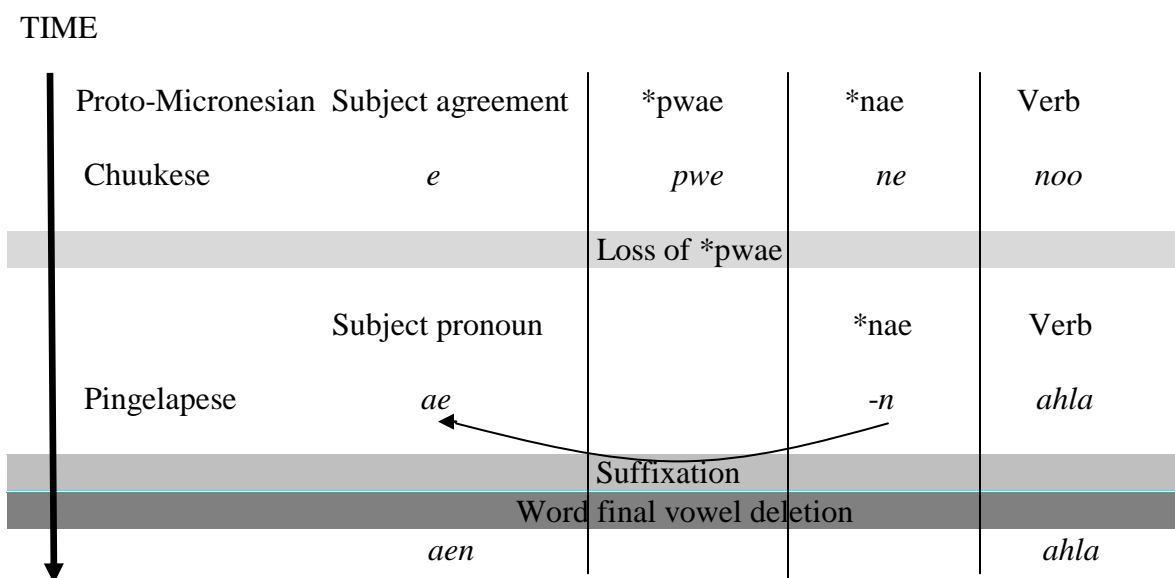 TIME
Proto-Micronesian Subject agreement *pwae *nae Verb
Chuukese e pwe ne noo
Loss of *pwae
Subject pronoun *nae Verb
Pingelapese ae -n ahla
Suffixation
Word final vowel deletion
aen ahla